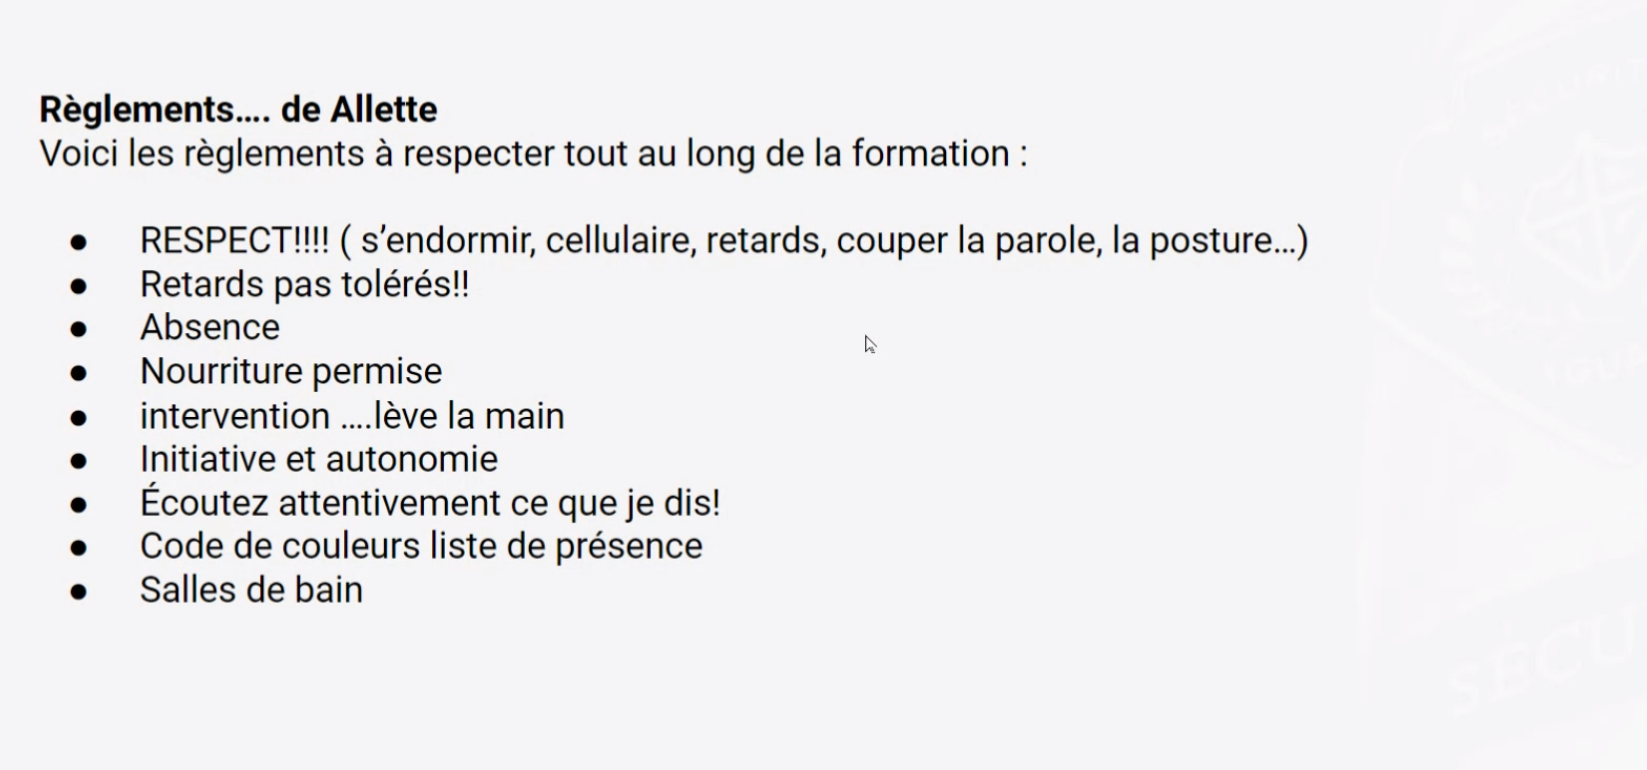 Règlements.... de Allette
Voici les règlements à respecter tout au long de la formation :
● RESPECT!!!! ( s’endormir, cellulaire, retards, couper la parole, la posture...)
● Retards pas tolérés!!
● Absence
● Nourriture permise
● intervention ....lève la main
● Initiative et autonomie
● Écoutez attentivement ce que je dis!
● Code de couleurs liste de présence
● Salles de bain